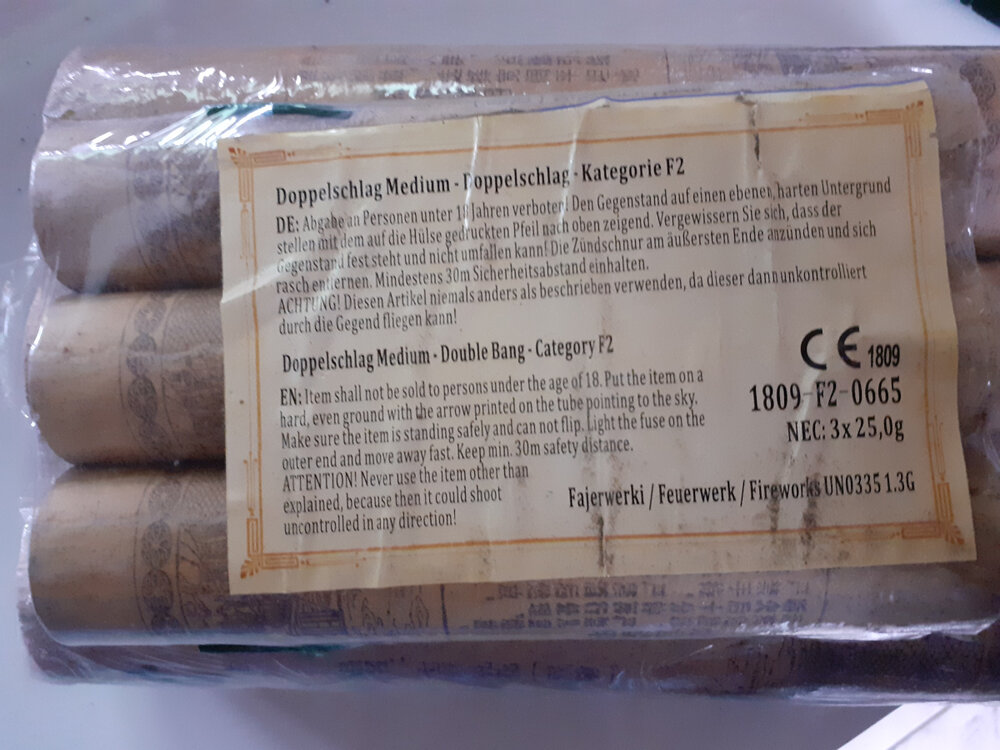 Doppelschlag Medium - Doppelschlag - Kategorie F2
DE: Abgabe an Personen unter 18 Jahren verboten! Den Gegenstand auf einen ebenen, harten Untergrund
stellen mit dem auf die Hülse gedruckten Pfeil nach oben zeigend. Vergewissern Sie sich, dass der
Gegenstand fest steht und nicht umfallen kann! Die Zündschnur am äußersten Ende anzünden und sich
rasch entfernen. Mindestens 30m Sicherheitsabstand einhalten.
ACHTUNG! Diesen Artikel niemals anders als beschrieben verwenden, da dieser dann unkontrolliert
durch die Gegend fliegen kann!
Doppelschlag Medium - Double Bang - Category F2
EN: Item shall not be sold to persons under the age of 18. Put the item on a
hard, even ground with the arrow printed on the tube pointing to the sky.
Make sure the item is standing safely and can not flip. Light the fuse on the
outer end and move away fast. Keep min. 30m safety distance.
ATTENTION! Never use the item other than
explained, because then it could shoot
uncontrolled in any direction!
CE 1809
1809-F2-0665
NEC: 3x 25,0g
Fajerwerki / Feuerwerk / Fireworks UN0335 1.3G